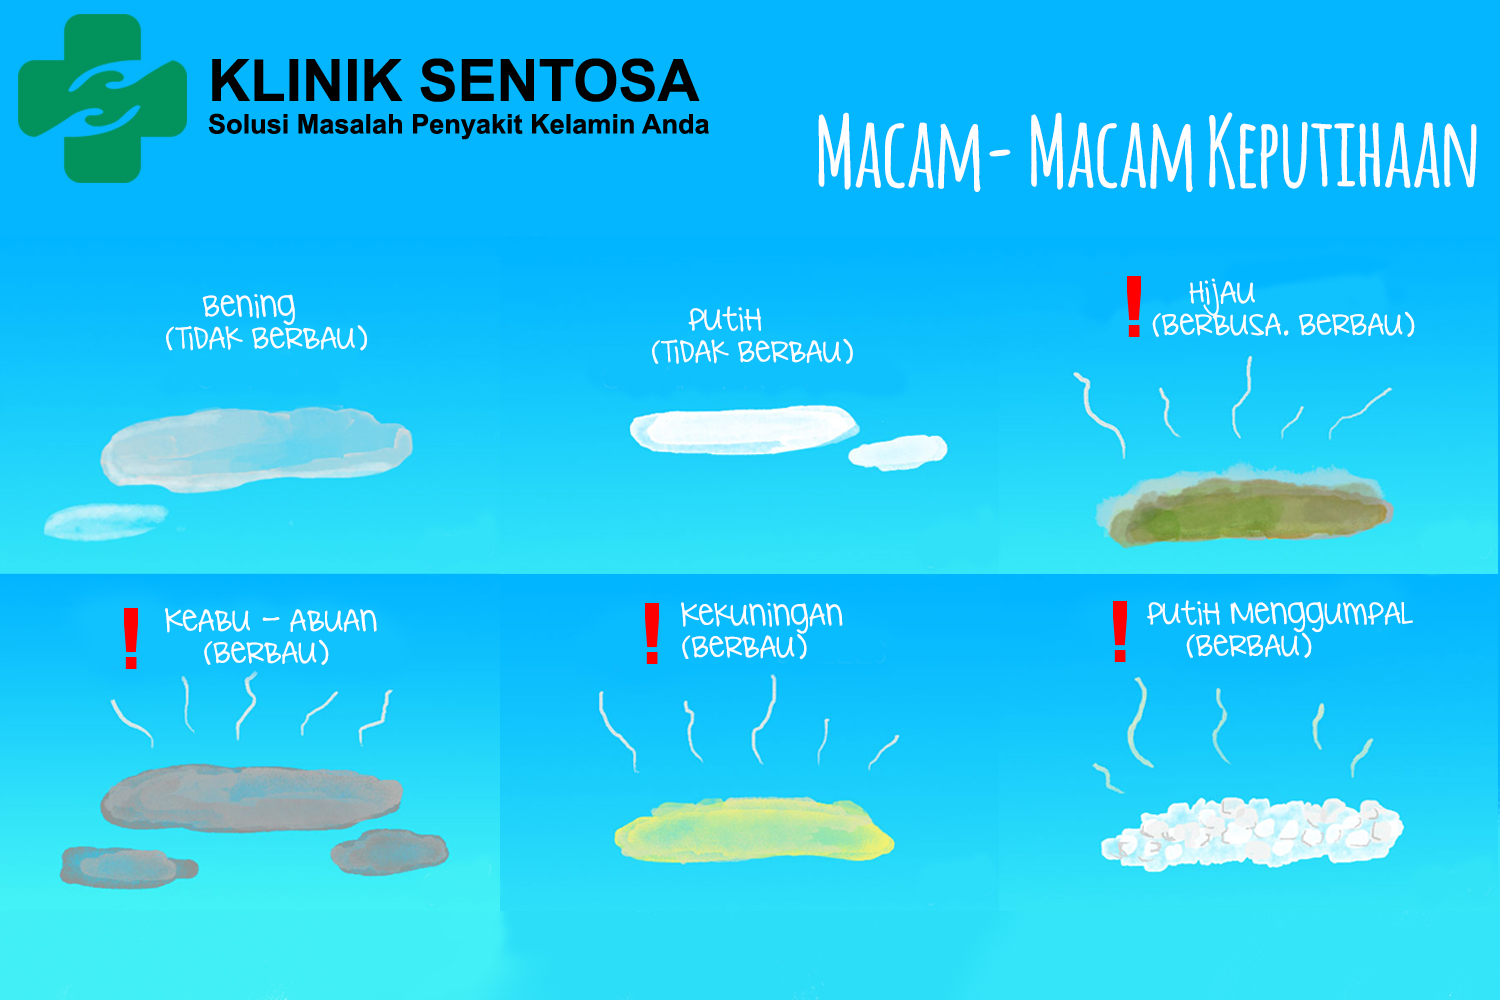 KLINIK SENTOSA
Solusi Masalah Penyakit Kelamin Anda
MACAM- MACAM KEPUTIHAAN
Bening
(TiDAK BERBAU)
PUTiH
(TiDAK BERBAU)
! HijAU
(BERBUSA. BERBAU)
! KEABU - ABUAN
(BERBAU)
! KEKUNINGAN
(BERBAU)
! PUTiH MENGGUMPAL
(BERBAU)